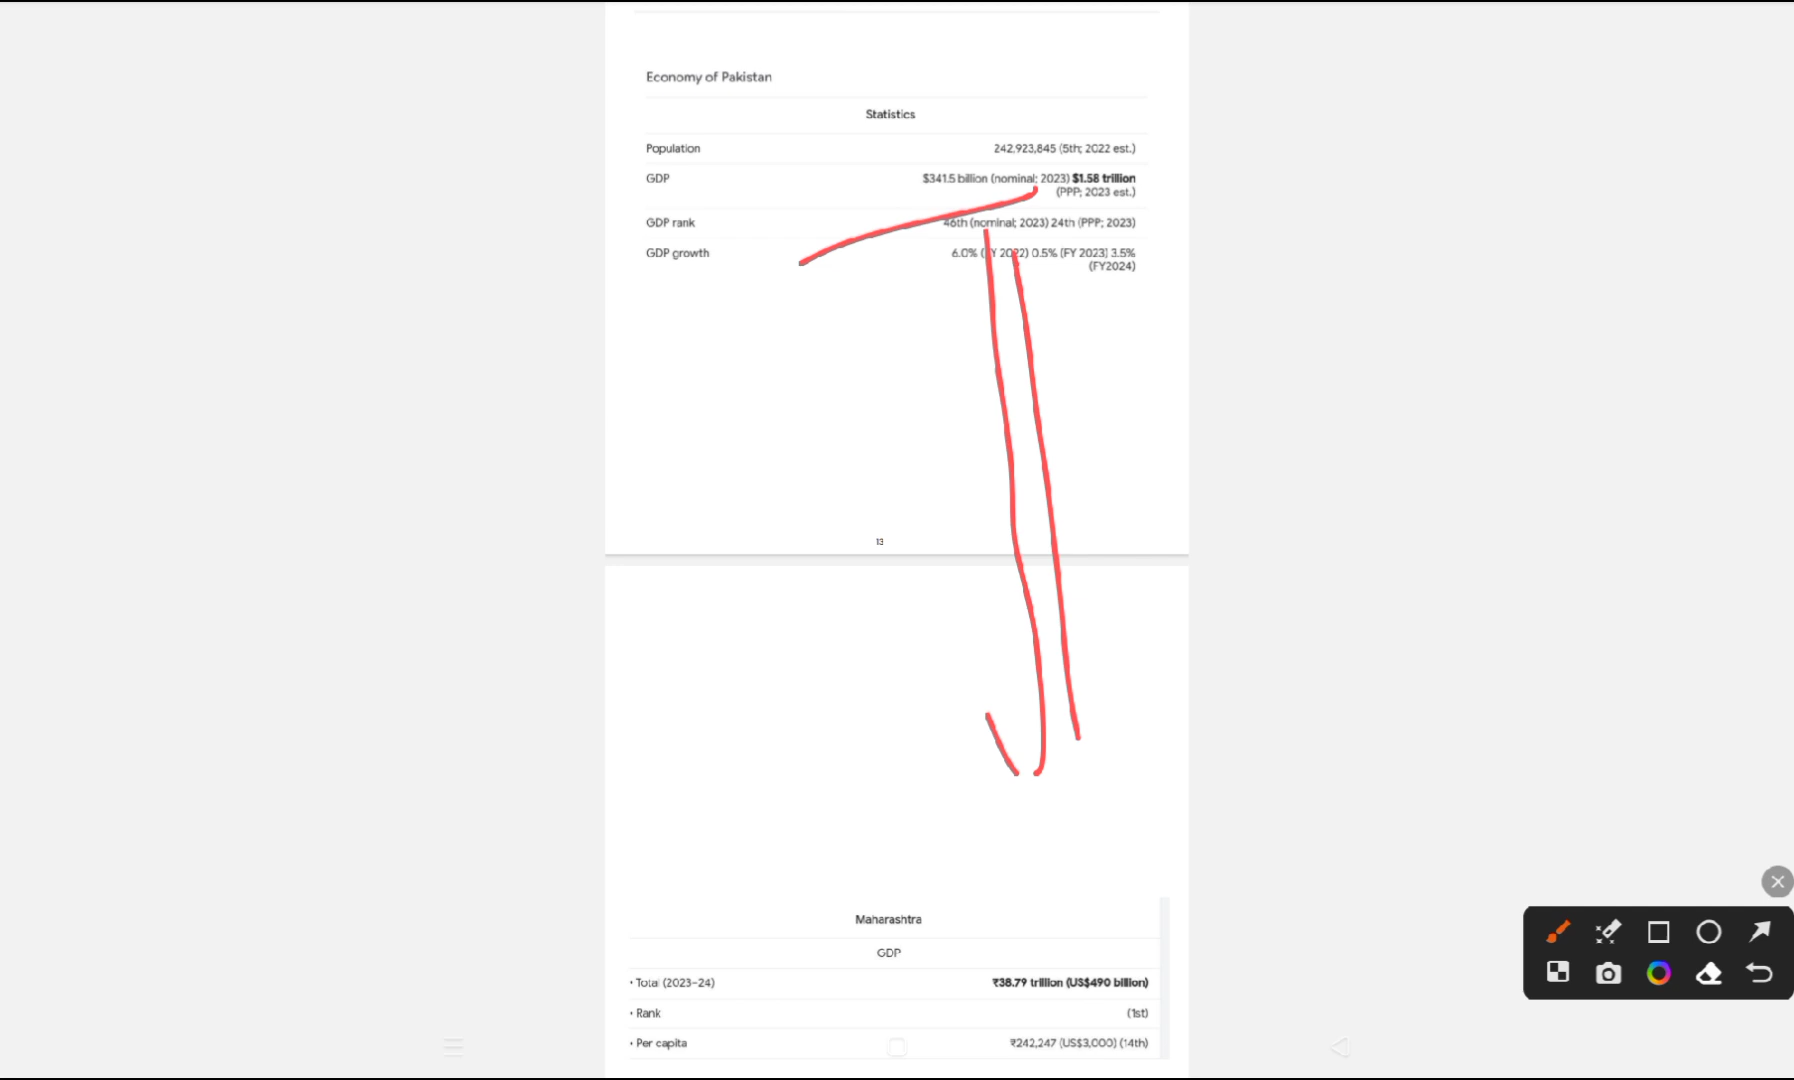 Economy of Pakistan
Statistics
Population 242,923,845 (5th; 2022 est.)
GDP $341.5 billion (nominal; 2023) $1.58 trillion
(PPP; 2023 est.)
GDP rank 46th (nominal; 2023) 24th (PPP; 2023)
GDP growth 6.0% (FY 2022) 0.5% (FY 2023) 3.5%
(FY2024)
13
Maharashtra
GDP
• Total (2023–24) ₹38.79 trillion (US$490 billion)
• Rank (1st)
• Per capita ₹242,247 (US$3,000) (14th)